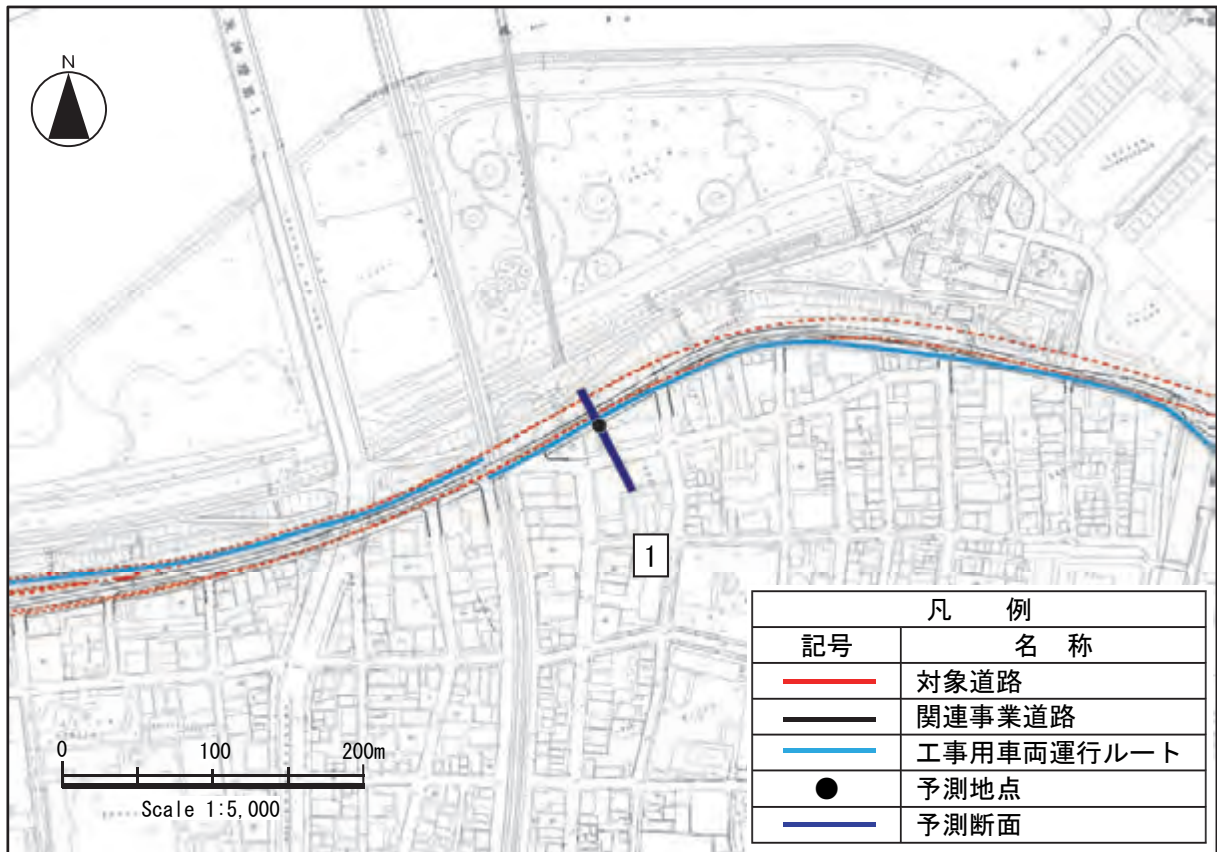 N
1
凡 例
記号 名 称
対象道路
関連事業道路
工事用車両運行ルート
予測地点
予測断面
0 100 200m
Scale 1:5,000